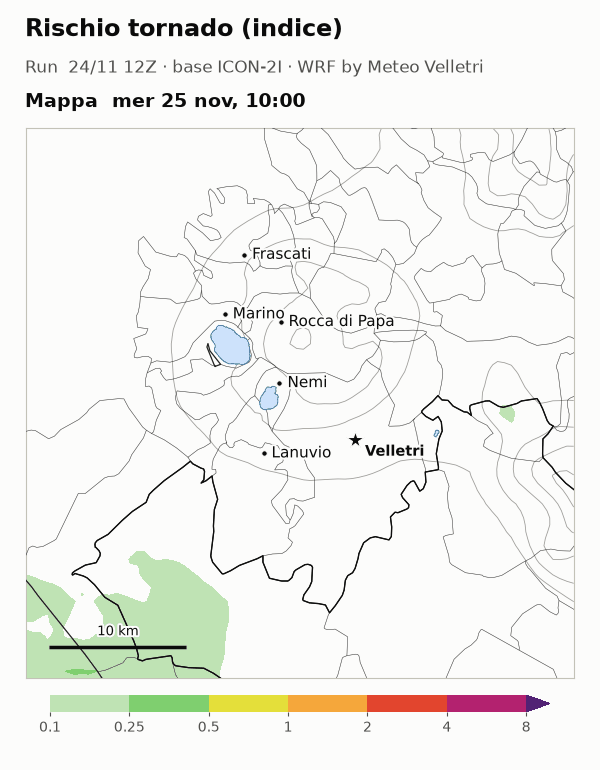 Rischio tornado (indice)
Run  24/11 12Z · base ICON-2I · WRF by Meteo Velletri
Mappa  mer 25 nov, 10:00
Frascati
Marino
Rocca di Papa
Nemi
Velletri
Lanuvio
10 km
0.1 0.25 0.5 1 2 4 8